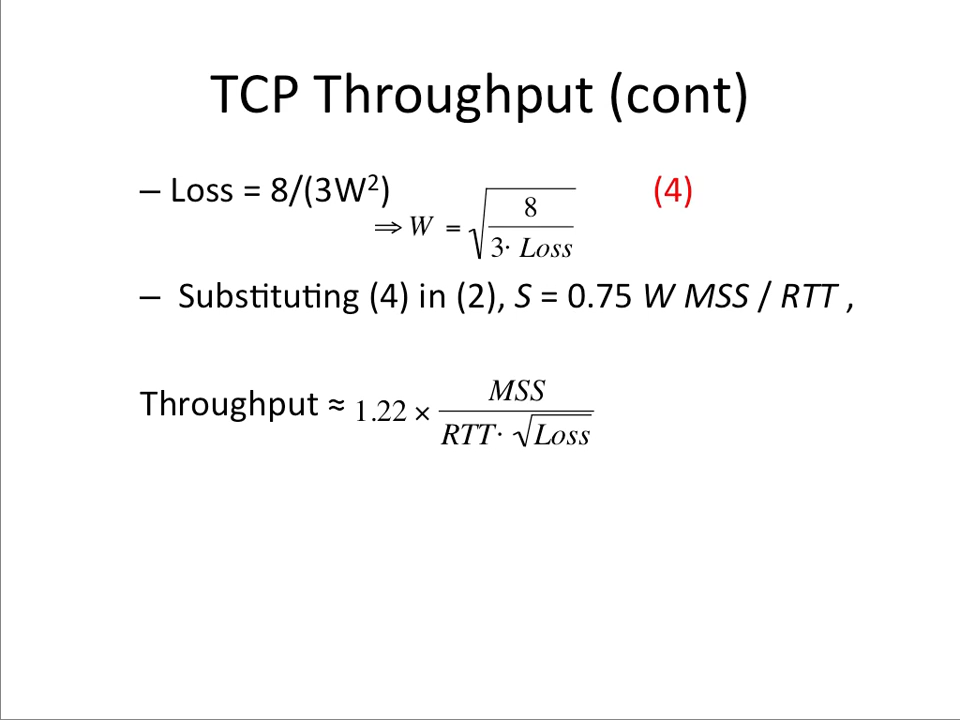 TCP Throughput (cont)
– Loss = 8/(3W²) (4)
⇒ W = √(8 / (3· Loss))
– Substituting (4) in (2), S = 0.75 W MSS / RTT ,
Throughput ≈ 1.22 × MSS / (RTT· √Loss)